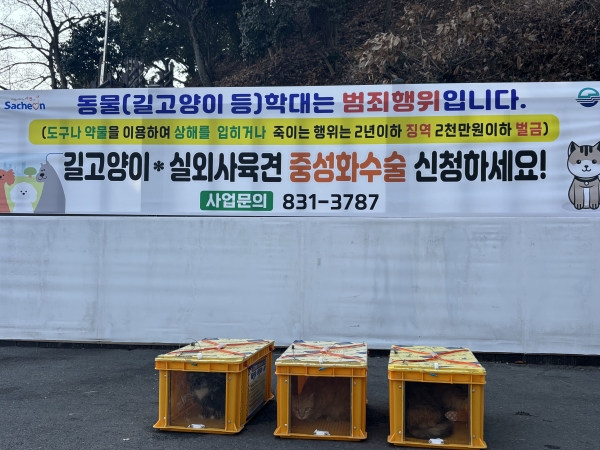 Sacheon
동물(길고양이 등)학대는 범죄행위입니다.
(도구나 약물을 이용하여 상해를 입히거나 죽이는 행위는 2년이하 징역 2천만원이하 벌금)
길고양이*실외사육견 중성화수술 신청하세요!
사업문의 831-3787